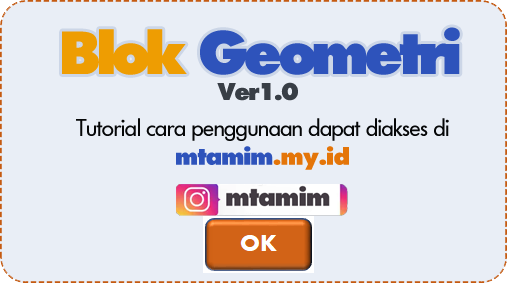 Blok Geometri
Ver1.0
Tutorial cara penggunaan dapat diakses di
mtamim.my.id
mtamim
OK